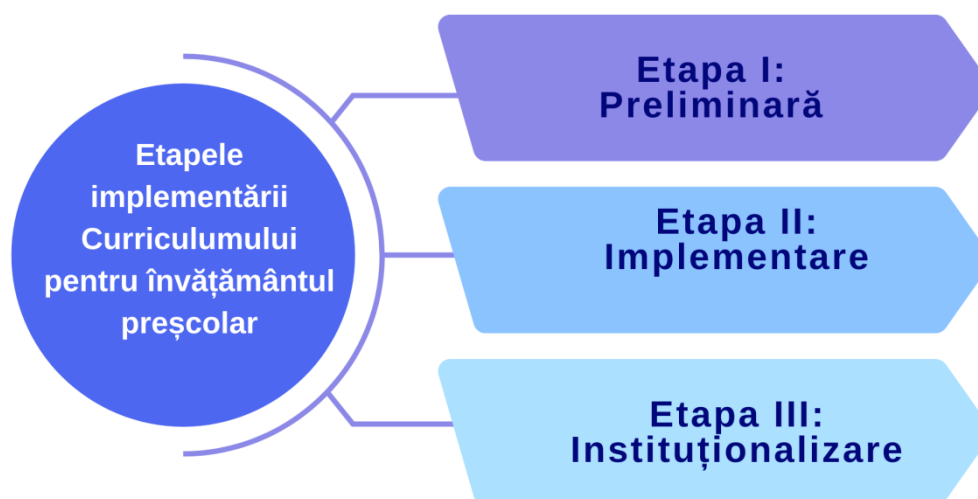 Etapele
implementării
Curriculumului
pentru învățământul
preșcolar
Etapa I:
Preliminară
Etapa II:
Implementare
Etapa III:
Instituționalizare